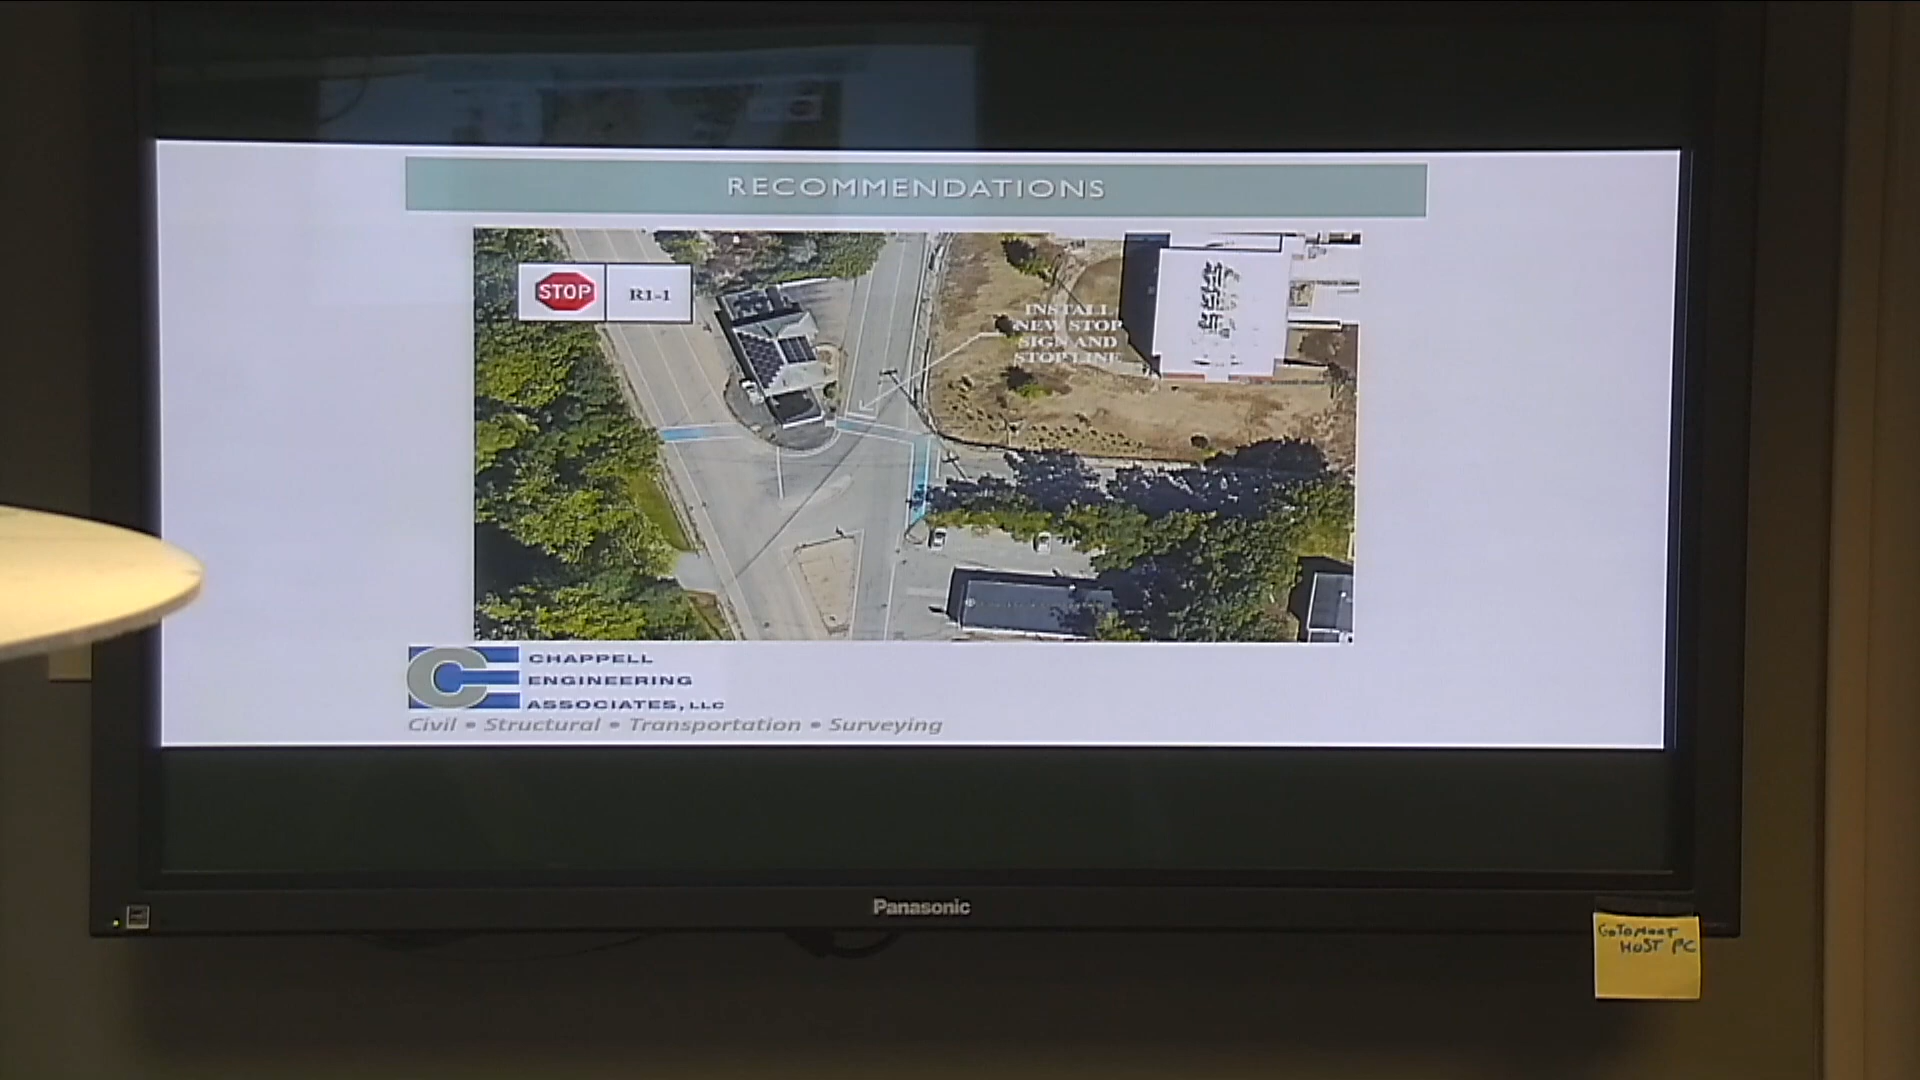 RECOMMENDATIONS
STOP R1-1
INSTALL
NEW STOP
SIGN AND
STOP LINE
CHAPPELL
ENGINEERING
ASSOCIATES, LLC
Civil • Structural • Transportation • Surveying
Panasonic
GoToMeet
HOST PC